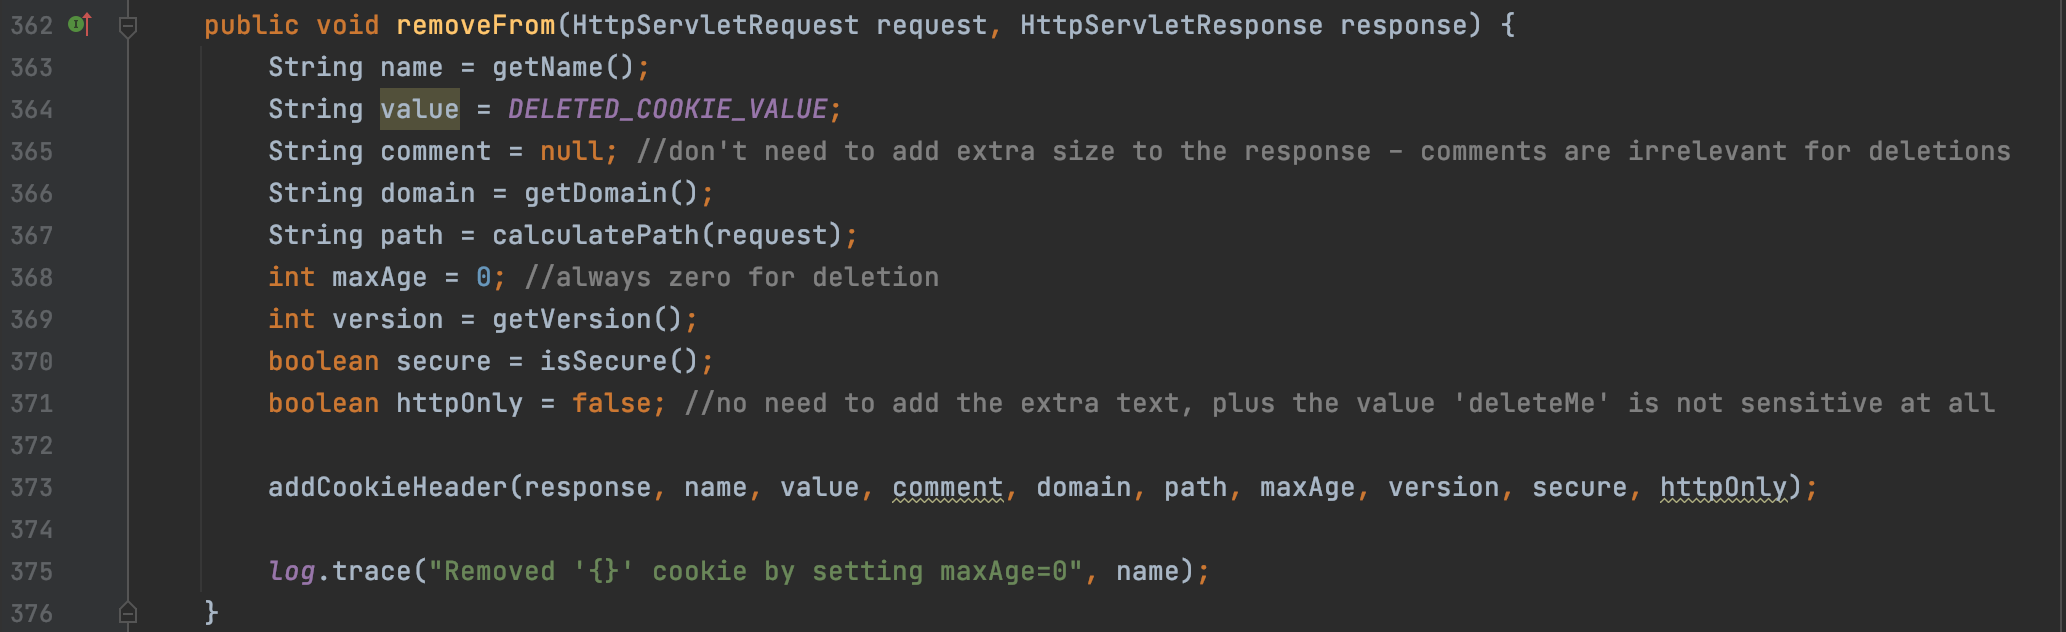 362 public void removeFrom(HttpServletRequest request, HttpServletResponse response) {
363 String name = getName();
364 String value = DELETED_COOKIE_VALUE;
365 String comment = null; //don't need to add extra size to the response - comments are irrelevant for deletions
366 String domain = getDomain();
367 String path = calculatePath(request);
368 int maxAge = 0; //always zero for deletion
369 int version = getVersion();
370 boolean secure = isSecure();
371 boolean httpOnly = false; //no need to add the extra text, plus the value 'deleteMe' is not sensitive at all
372
373 addCookieHeader(response, name, value, comment, domain, path, maxAge, version, secure, httpOnly);
374
375 log.trace("Removed '{}' cookie by setting maxAge=0", name);
376 }